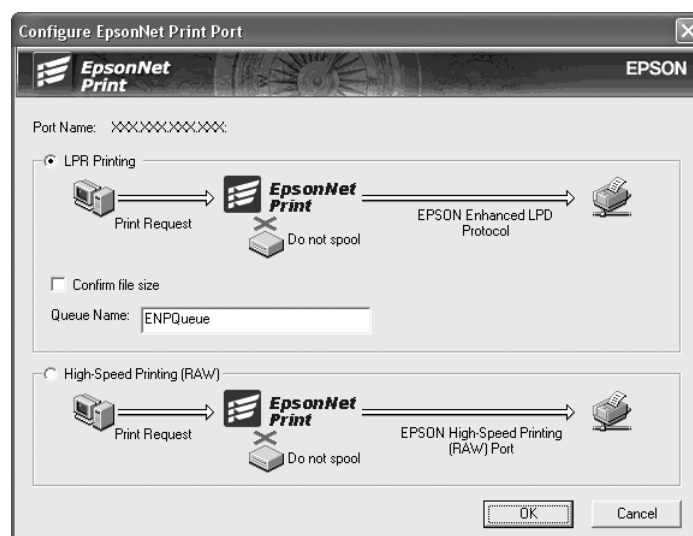 Configure EpsonNet Print Port
EpsonNet
Print
EPSON
Port Name: XXX.XXX.XXX.XXX:
LPR Printing
Print Request
EpsonNet
Print
Do not spool
EPSON Enhanced LPD
Protocol
Confirm file size
Queue Name: ENPQueue
High-Speed Printing (RAW)
Print Request
EpsonNet
Print
Do not spool
EPSON High-Speed Printing
(RAW) Port
OK
Cancel